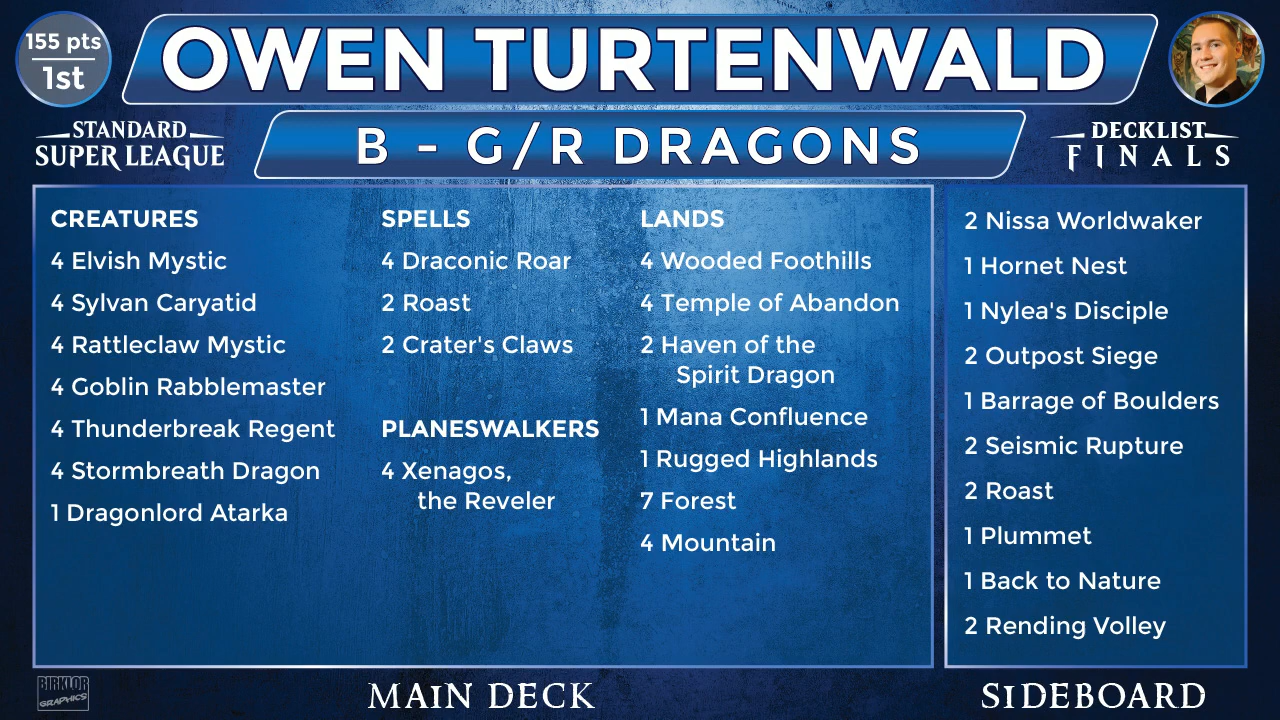 155 pts
1st
OWEN TURTENWALD
STANDARD
SUPER LEAGUE
B - G/R DRAGONS
DECKLIST
FINALS
CREATURES
4 Elvish Mystic
4 Sylvan Caryatid
4 Rattleclaw Mystic
4 Goblin Rabblemaster
4 Thunderbreak Regent
4 Stormbreath Dragon
1 Dragonlord Atarka
SPELLS
4 Draconic Roar
2 Roast
2 Crater's Claws
PLANESWALKERS
4 Xenagos,
the Reveler
LANDS
4 Wooded Foothills
4 Temple of Abandon
2 Haven of the
Spirit Dragon
1 Mana Confluence
1 Rugged Highlands
7 Forest
4 Mountain
2 Nissa Worldwaker
1 Hornet Nest
1 Nylea's Disciple
2 Outpost Siege
1 Barrage of Boulders
2 Seismic Rupture
2 Roast
1 Plummet
1 Back to Nature
2 Rending Volley
BIRKLOR
GRAPHICS
MAIN DECK
SIDEBOARD